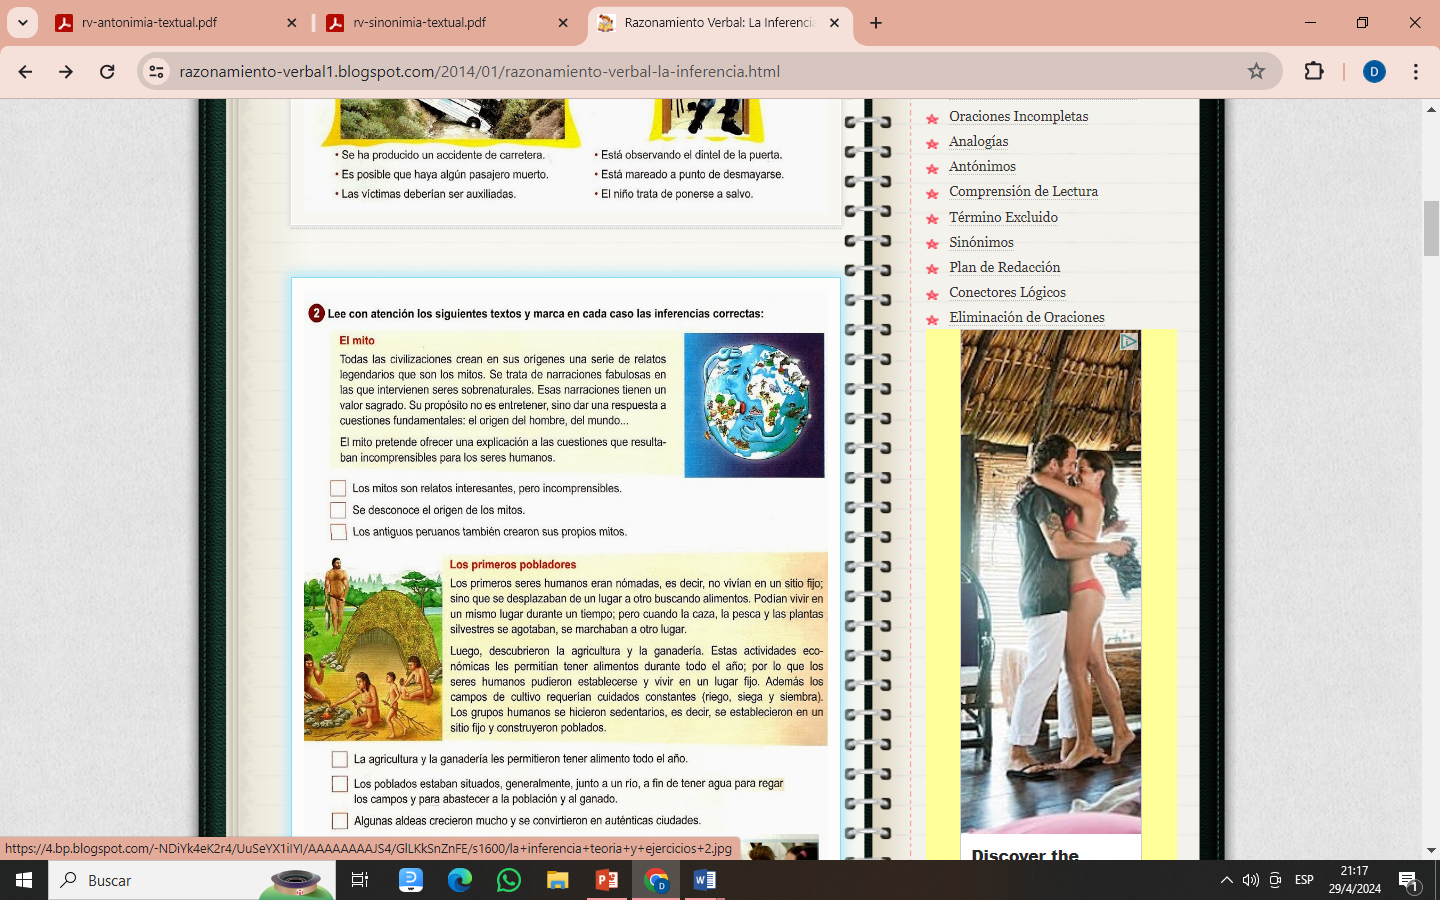 rv-antonimia-textual.pdf
rv-sinonimia-textual.pdf
Razonamiento Verbal: La Inferencia
razonamiento-verbal1.blogspot.com/2014/01/razonamiento-verbal-la-inferencia.html
D
• Se ha producido un accidente de carretera.
• Es posible que haya algún pasajero muerto.
• Las víctimas deberían ser auxiliadas.
• Está observando el dintel de la puerta.
• Está mareado a punto de desmayarse.
• El niño trata de ponerse a salvo.
2 Lee con atención los siguientes textos y marca en cada caso las inferencias correctas:
El mito
Todas las civilizaciones crean en sus orígenes una serie de relatos
legendarios que son los mitos. Se trata de narraciones fabulosas en
las que intervienen seres sobrenaturales. Esas narraciones tienen un
valor sagrado. Su propósito no es entretener, sino dar una respuesta a
cuestiones fundamentales: el origen del hombre, del mundo...
El mito pretende ofrecer una explicación a las cuestiones que resulta-
ban incomprensibles para los seres humanos.
Los mitos son relatos interesantes, pero incomprensibles.
Se desconoce el origen de los mitos.
Los antiguos peruanos también crearon sus propios mitos.
Los primeros pobladores
Los primeros seres humanos eran nómadas, es decir, no vivían en un sitio fijo;
sino que se desplazaban de un lugar a otro buscando alimentos. Podían vivir en
un mismo lugar durante un tiempo; pero cuando la caza, la pesca y las plantas
silvestres se agotaban, se marchaban a otro lugar.
Luego, descubrieron la agricultura y la ganadería. Estas actividades eco-
nómicas les permitían tener alimentos durante todo el año; por lo que los
seres humanos pudieron establecerse y vivir en un lugar fijo. Además los
campos de cultivo requerían cuidados constantes (riego, siega y siembra).
Los grupos humanos se hicieron sedentarios, es decir, se establecieron en un
sitio fijo y construyeron poblados.
La agricultura y la ganadería les permitieron tener alimento todo el año.
Los poblados estaban situados, generalmente, junto a un río, a fin de tener agua para regar
los campos y para abastecer a la población y al ganado.
Algunas aldeas crecieron mucho y se convirtieron en auténticas ciudades.
Oraciones Incompletas
Analogías
Antónimos
Comprensión de Lectura
Término Excluido
Sinónimos
Plan de Redacción
Conectores Lógicos
Eliminación de Oraciones
Discover the
https://4.bp.blogspot.com/-NDiYk4eK2r4/UuSeYX1iIYI/AAAAAAAAJS4/GlLKkSnZnFE/s1600/la+inferencia+teoria+y+ejercicios+2.jpg
Buscar
ESP
21:17
29/4/2024
1